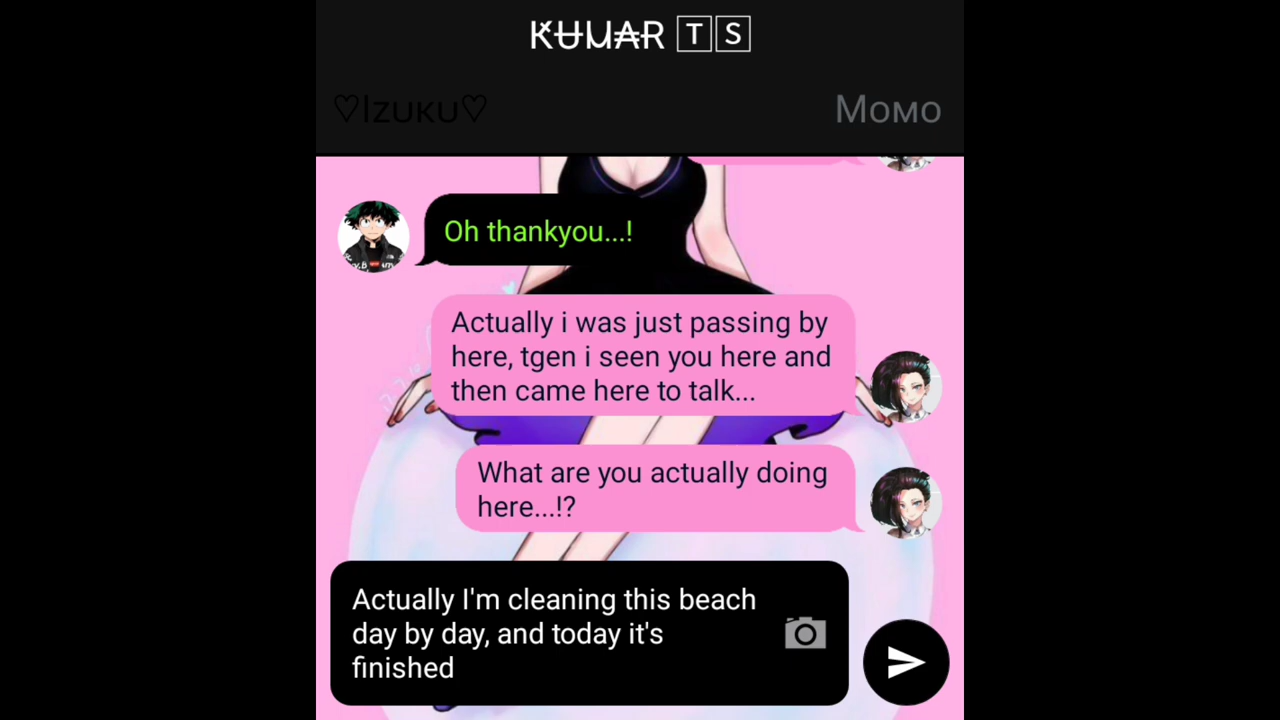 KUMAR 🅃🅂
♡Izuku♡
Momo
Oh thankyou...!
Actually i was just passing by
here, tgen i seen you here and
then came here to talk...
What are you actually doing
here...!?
Actually I'm cleaning this beach
day by day, and today it's
finished